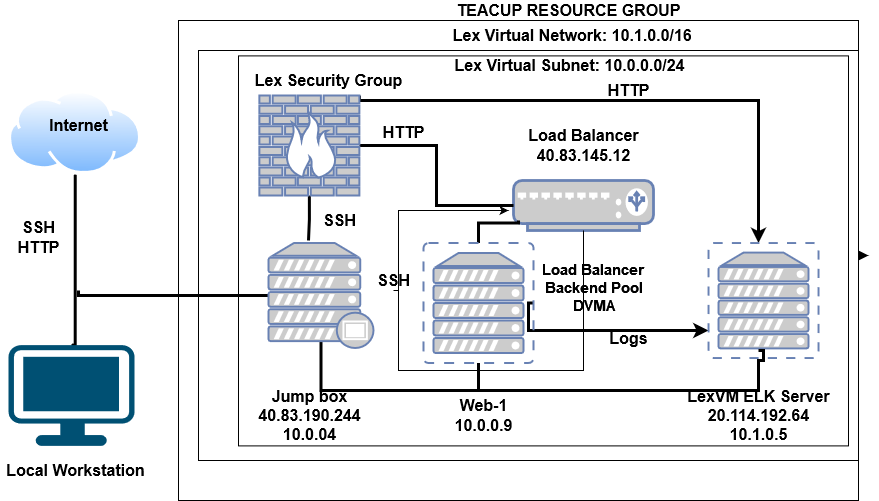 TEACUP RESOURCE GROUP
Lex Virtual Network: 10.1.0.0/16
Lex Virtual Subnet: 10.0.0.0/24
Lex Security Group
HTTP
Internet
HTTP
Load Balancer
40.83.145.12
SSH
HTTP
SSH
SSH
Load Balancer
Backend Pool
DVMA
Logs
Jump box
40.83.190.244
10.0.04
Web-1
10.0.0.9
LexVM ELK Server
20.114.192.64
10.1.0.5
Local Workstation